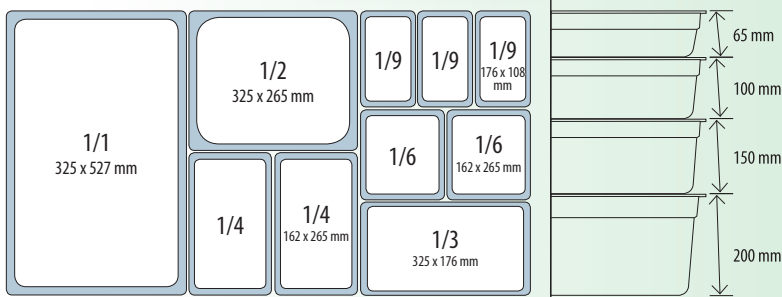 1/1
325 x 527 mm
1/2
325 x 265 mm
1/4
1/4
162 x 265 mm
1/9
1/9
1/9
176 x 108
mm
1/6
1/6
162 x 265 mm
1/3
325 x 176 mm
65 mm
100 mm
150 mm
200 mm